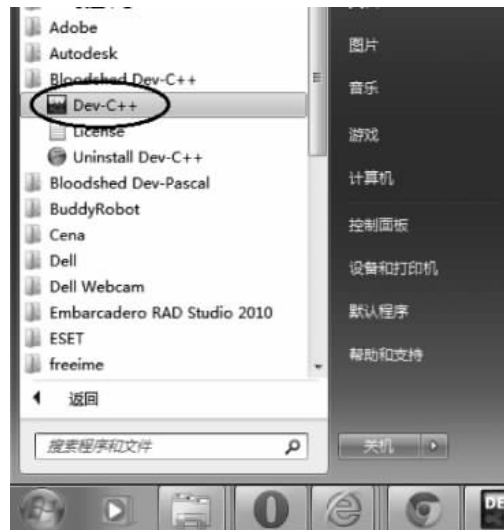 Adobe
Autodesk
Bloodshed Dev-C++
Dev-C++
License
Uninstall Dev-C++
Bloodshed Dev-Pascal
BuddyRobot
Cena
Dell
Dell Webcam
Embarcadero RAD Studio 2010
ESET
freeime
返回
搜索程序和文件
图片
音乐
游戏
计算机
控制面板
设备和打印机
默认程序
帮助和支持
关机
DE